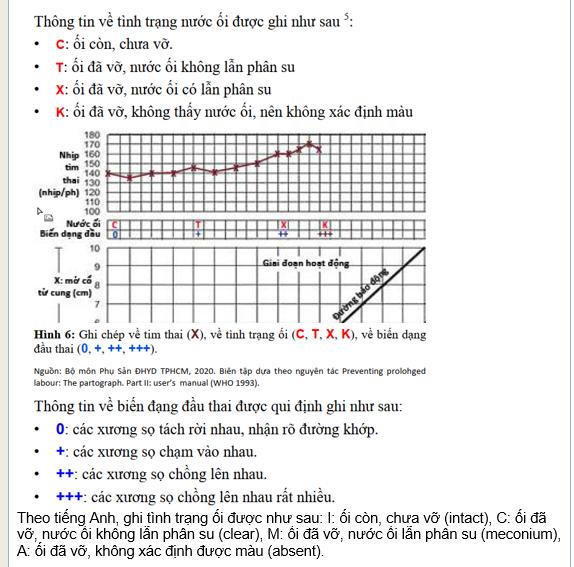 Thông tin về tình trạng nước ối được ghi như sau 5:
• C: ối còn, chưa vỡ.
• T: ối đã vỡ, nước ối không lẫn phân su
• X: ối đã vỡ, nước ối có lẫn phân su
• K: ối đã vỡ, không thấy nước ối, nên không xác định màu
180
170
Nhịp 160
tim 150
thai 140
(nhịp/ph) 130
120
110
100
Nước ối C T X K
Biến dạng đầu 0 + ++ +++
10
Giai đoạn hoạt động
9
X: mở cổ 8
từ cung (cm) 7
Đường báo động
Hình 6: Ghi chép về tim thai (X), về tình trạng ối (C, T, X, K), về biến dạng
đầu thai (0, +, ++, +++).
Nguồn: Bộ môn Phụ Sản ĐHYD TPHCM, 2020. Biên tập dựa theo nguyên tác Preventing prolohged
labour: The partograph. Part II: user's manual (WHO 1993).
Thông tin về biến đạng đầu thai được qui định ghi như sau:
• 0: các xương sọ tách rời nhau, nhận rõ đường khớp.
• +: các xương sọ chạm vào nhau.
• ++: các xương sọ chồng lên nhau.
• +++: các xương sọ chồng lên nhau rất nhiều.
Theo tiếng Anh, ghi tình trạng ối được như sau: I: ối còn, chưa vỡ (intact), C: ối đã
vỡ, nước ối không lẫn phân su (clear), M: ối đã vỡ, nước ối lẫn phân su (meconium),
A: ối đã vỡ, không xác định được màu (absent).